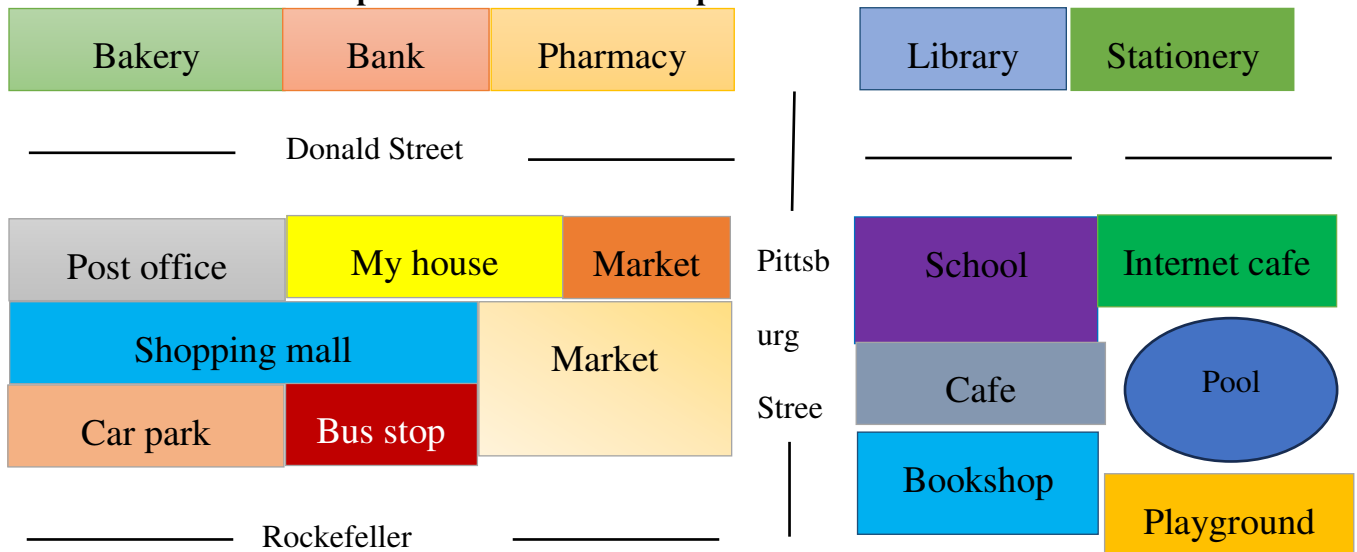 Bakery
Bank
Pharmacy
Library
Stationery
Donald Street
Post office
My house
Market
Pittsb
urg
Stree
School
Internet cafe
Shopping mall
Market
Cafe
Pool
Car park
Bus stop
Bookshop
Playground
Rockefeller